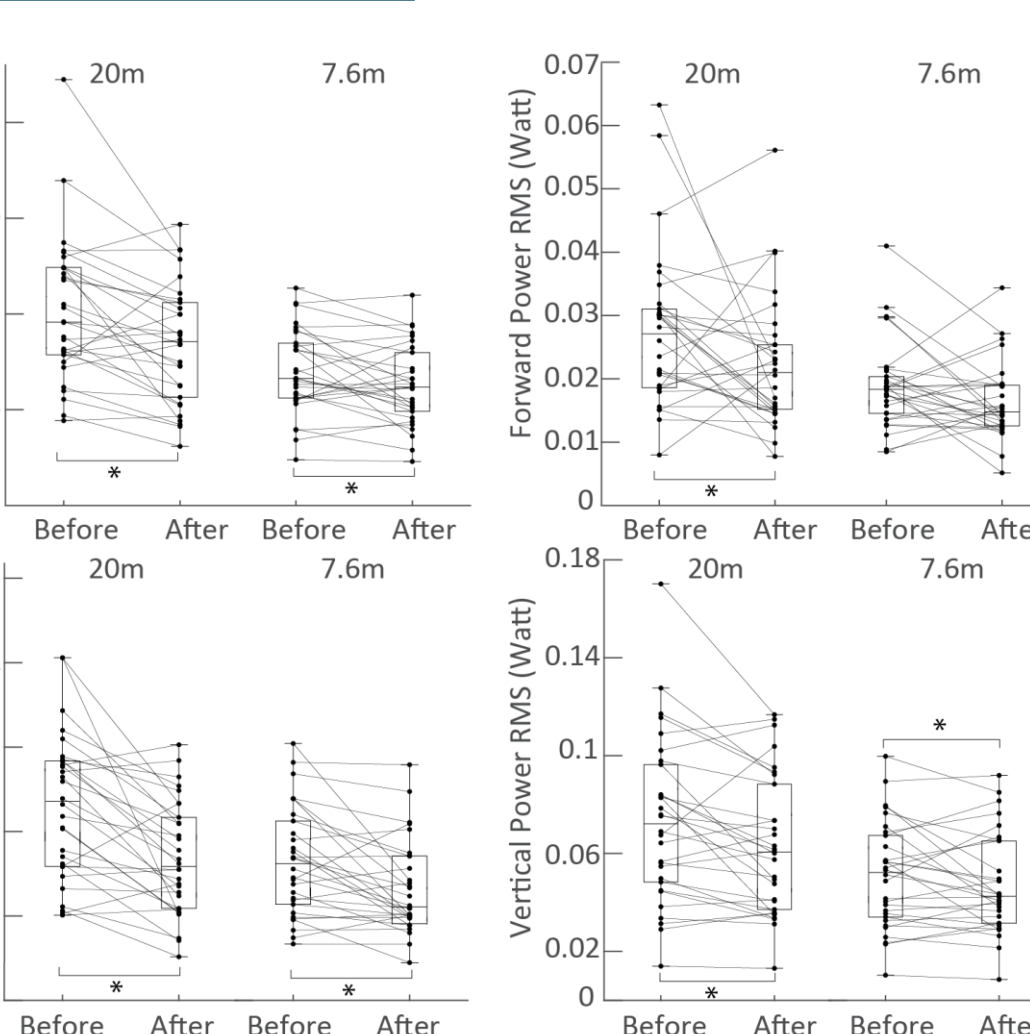 20m 7.6m
*
*
Before After Before After
Forward Power RMS (Watt)
0.07
0.06
0.05
0.04
0.03
0.02
0.01
0
20m 7.6m
*
Before After Before Afte
20m 7.6m
*
*
Before After Before After
Vertical Power RMS (Watt)
0.18
0.14
0.1
0.06
0.02
0
20m 7.6m
*
*
Before After Before Afte